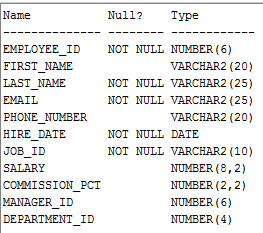 Name Null? Type
-------------- -------- ------------
EMPLOYEE_ID NOT NULL NUMBER(6)
FIRST_NAME VARCHAR2(20)
LAST_NAME NOT NULL VARCHAR2(25)
EMAIL NOT NULL VARCHAR2(25)
PHONE_NUMBER VARCHAR2(20)
HIRE_DATE NOT NULL DATE
JOB_ID NOT NULL VARCHAR2(10)
SALARY NUMBER(8,2)
COMMISSION_PCT NUMBER(2,2)
MANAGER_ID NUMBER(6)
DEPARTMENT_ID NUMBER(4)